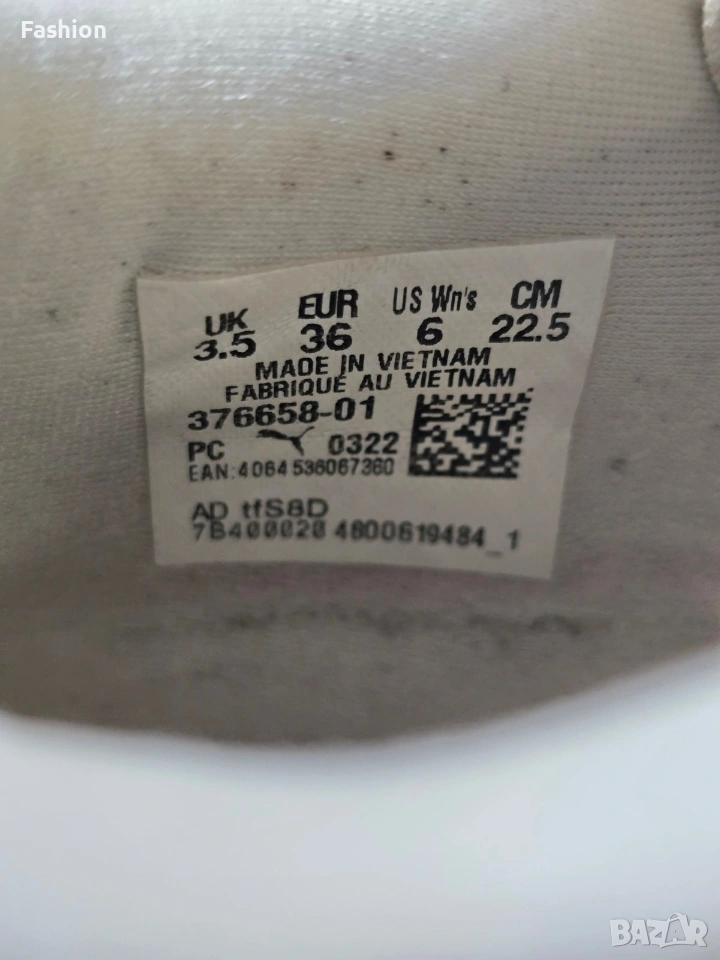 Fashion
UK EUR US Wn's CM
3.5 36 6 22.5
MADE IN VIETNAM
FABRIQUÉ AU VIETNAM
376658-01
PC 0322
EAN:4064536067360
AD tfS8D
7B400020 4800619484_1
BAZAR